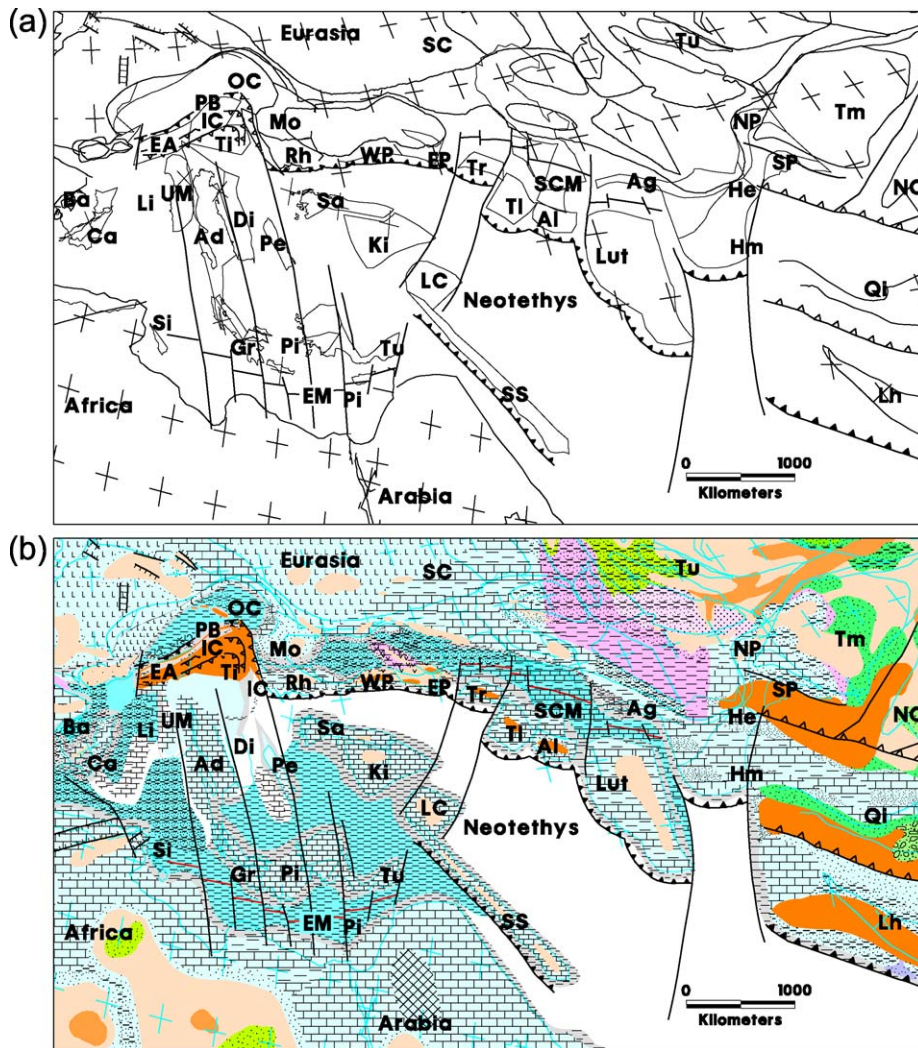 (a)
Eurasia
SC
Tu
OC
PB
IC
Mo
Tm
NP
EA
Ti
Rh
WP
EP
Tr
SP
Ba
Li
UM
Sa
SCM
Ag
He
NC
Ca
Ad
Di
Pe
Ki
Tl
Al
Lut
Hm
LC
Neotethys
Qi
Si
Gr
Pi
Tu
Africa
EM
Pi
SS
Lh
Arabia
0 1000
Kilometers
(b)
Eurasia
SC
Tu
OC
PB
IC
Mo
NP
Tm
EA
Ti
IC
Rh
WP
EP
Tr
SP
Ba
Li
UM
Sa
SCM
Ag
He
NC
Ca
Ad
Di
Pe
Ki
Tl
Al
Lut
Hm
LC
Neotethys
Qi
Si
Gr
Pi
Tu
Africa
EM
Pi
SS
Lh
Arabia
0 1000
Kilometers